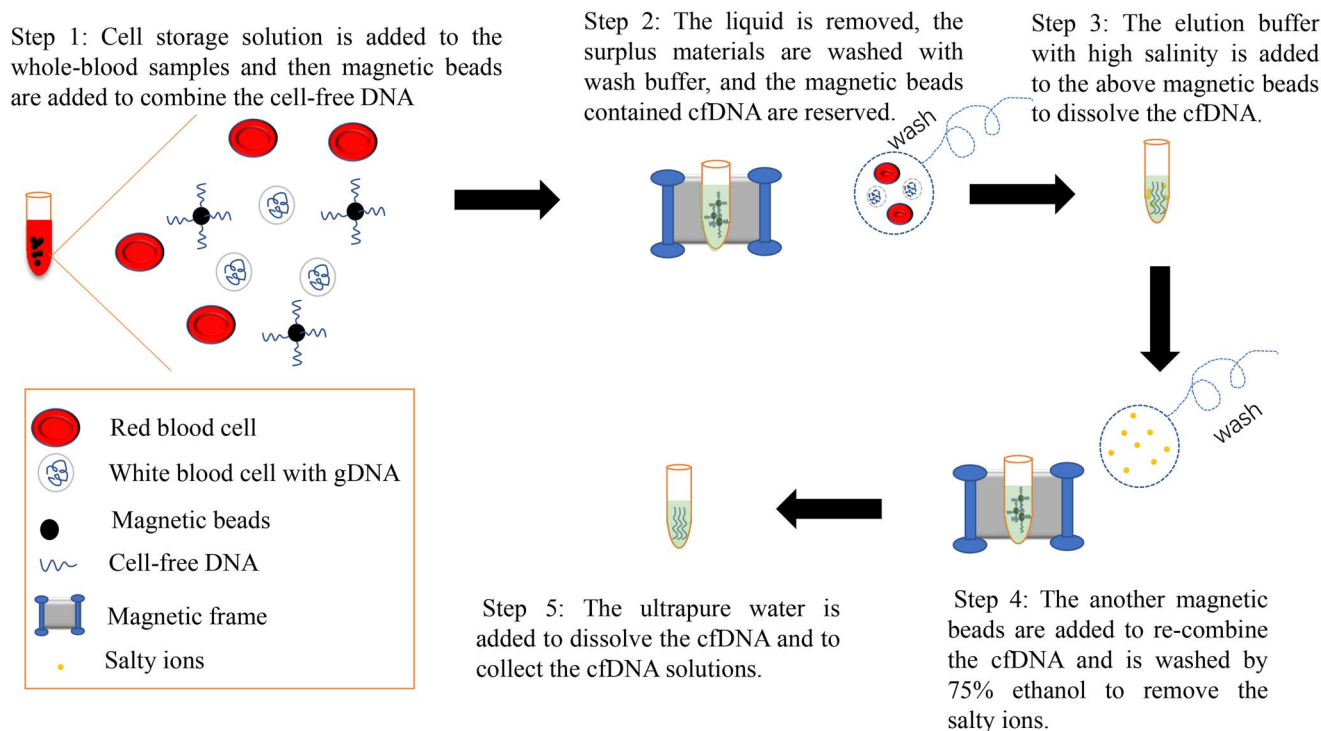 Step 1: Cell storage solution is added to the
whole-blood samples and then magnetic beads
are added to combine the cell-free DNA
Step 2: The liquid is removed, the
surplus materials are washed with
wash buffer, and the magnetic beads
contained cfDNA are reserved.
Step 3: The elution buffer
with high salinity is added
to the above magnetic beads
to dissolve the cfDNA.
wash
wash
Red blood cell
White blood cell with gDNA
Magnetic beads
Cell-free DNA
Magnetic frame
Salty ions
Step 4: The another magnetic
beads are added to re-combine
the cfDNA and is washed by
75% ethanol to remove the
salty ions.
Step 5: The ultrapure water is
added to dissolve the cfDNA and to
collect the cfDNA solutions.